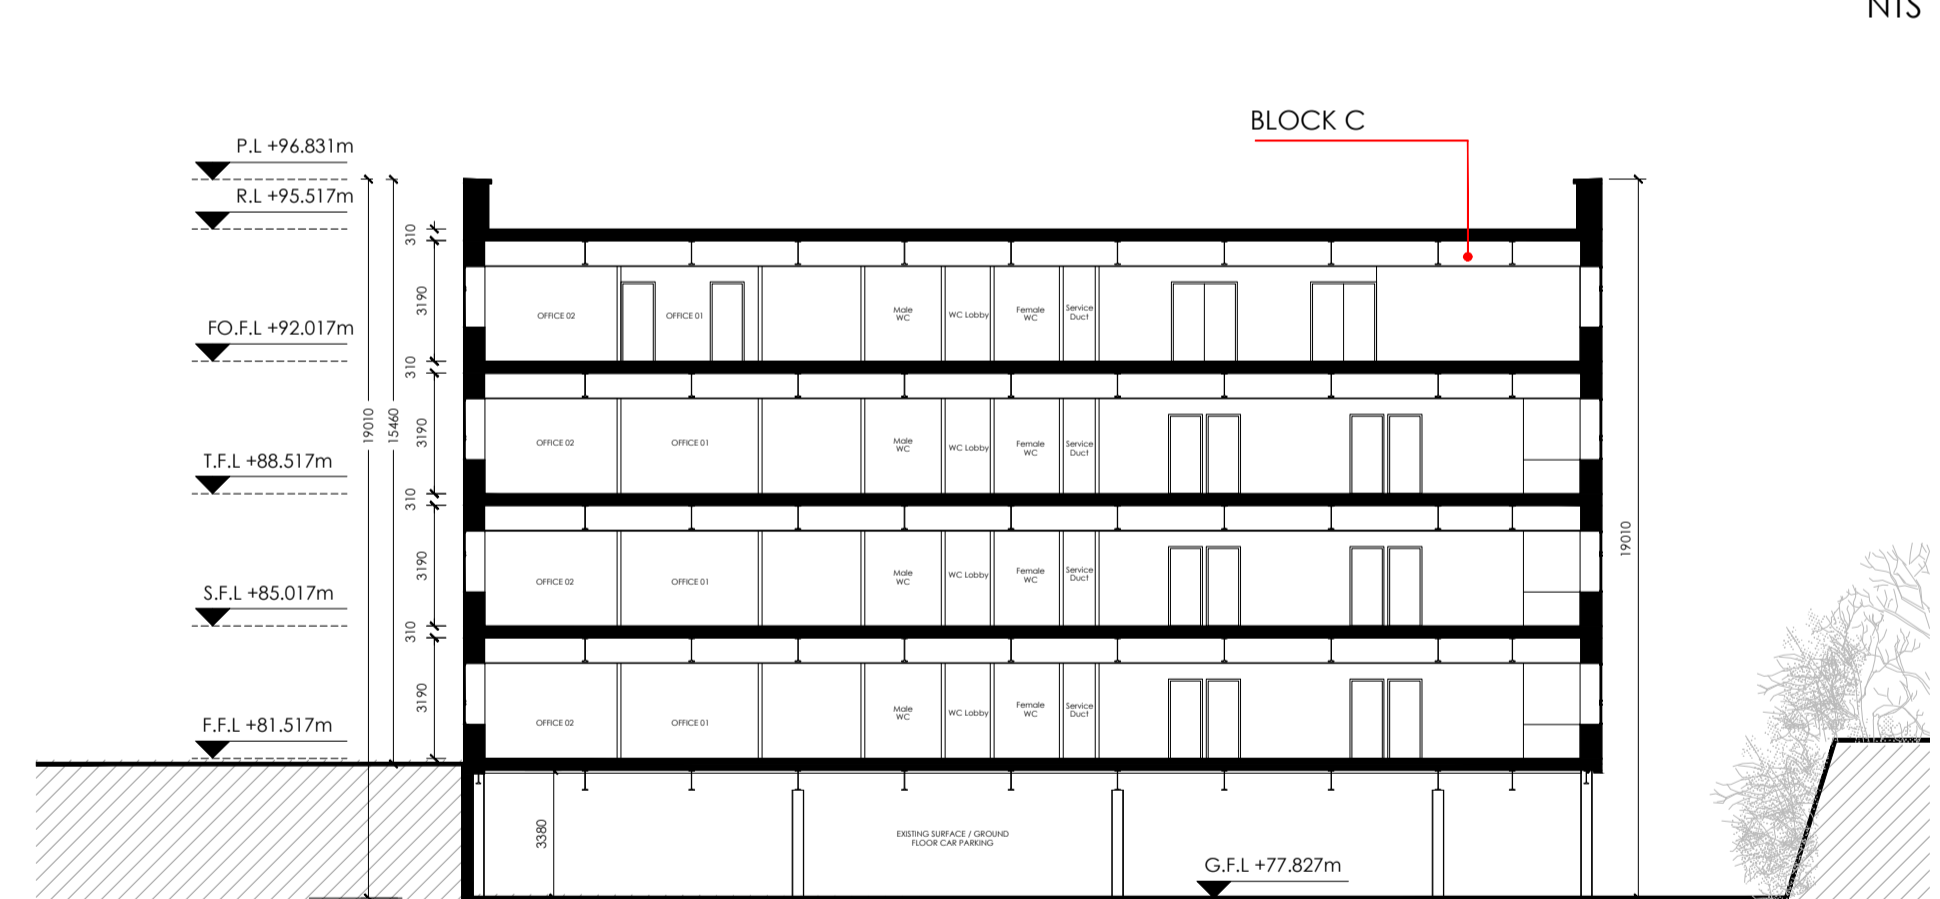 NTS
BLOCK C
P.L +96.831m
R.L +95.517m
FO.F.L +92.017m
T.F.L +88.517m
S.F.L +85.017m
F.F.L +81.517m
19010
15460
310
3190
310
3190
310
3190
310
3190
19010
OFFICE 02
OFFICE 01
Male
WC
WC Lobby
Female
WC
Service
Duct
OFFICE 02
OFFICE 01
Male
WC
WC Lobby
Female
WC
Service
Duct
OFFICE 02
OFFICE 01
Male
WC
WC Lobby
Female
WC
Service
Duct
OFFICE 02
OFFICE 01
Male
WC
WC Lobby
Female
WC
Service
Duct
3380
EXISTING SURFACE / GROUND
FLOOR CAR PARKING
G.F.L +77.827m